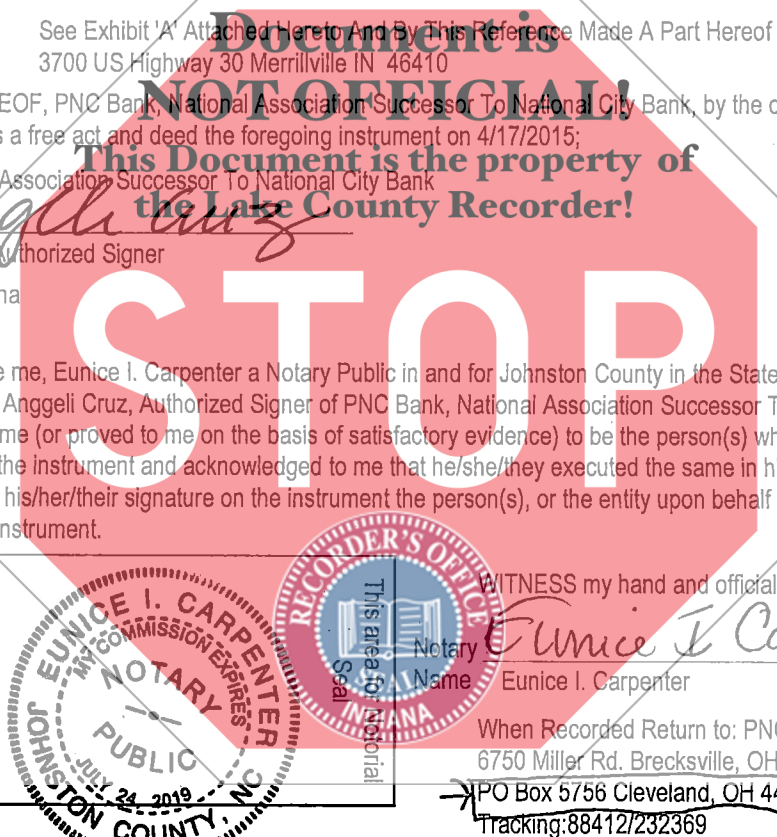 See Exhibit 'A' Attached Hereto And By This Reference Made A Part Hereof
3700 US Highway 30 Merrillville IN 46410
Document is
NOT OFFICIAL!
This Document is the property of
the Lake County Recorder!
EOF, PNC Bank, National Association Successor To National City Bank, by the
s a free act and deed the foregoing instrument on 4/17/2015;
Association Successor To National City Bank
Cruz
Authorized Signer
na
STOP
e me, Eunice I. Carpenter a Notary Public in and for Johnston County in the State
Anggeli Cruz, Authorized Signer of PNC Bank, National Association Successor T
me (or proved to me on the basis of satisfactory evidence) to be the person(s) wh
the instrument and acknowledged to me that he/she/they executed the same in h
his/her/their signature on the instrument the person(s), or the entity upon behalf
instrument.
RECORDER'S OFFICE
SEAL
INDIANA
EUNICE I. CARPENTER
MY COMMISSION EXPIRES
NOTARY
PUBLIC
JULY 24, 2019
JOHNSTON COUNTY, NC
This area for Notorial
Seal
WITNESS my hand and official
Eunice I Ca
Notary
Name Eunice I. Carpenter
When Recorded Return to: PNC
6750 Miller Rd. Brecksville, OH
PO Box 5756 Cleveland, OH 44
Tracking:88412/232369